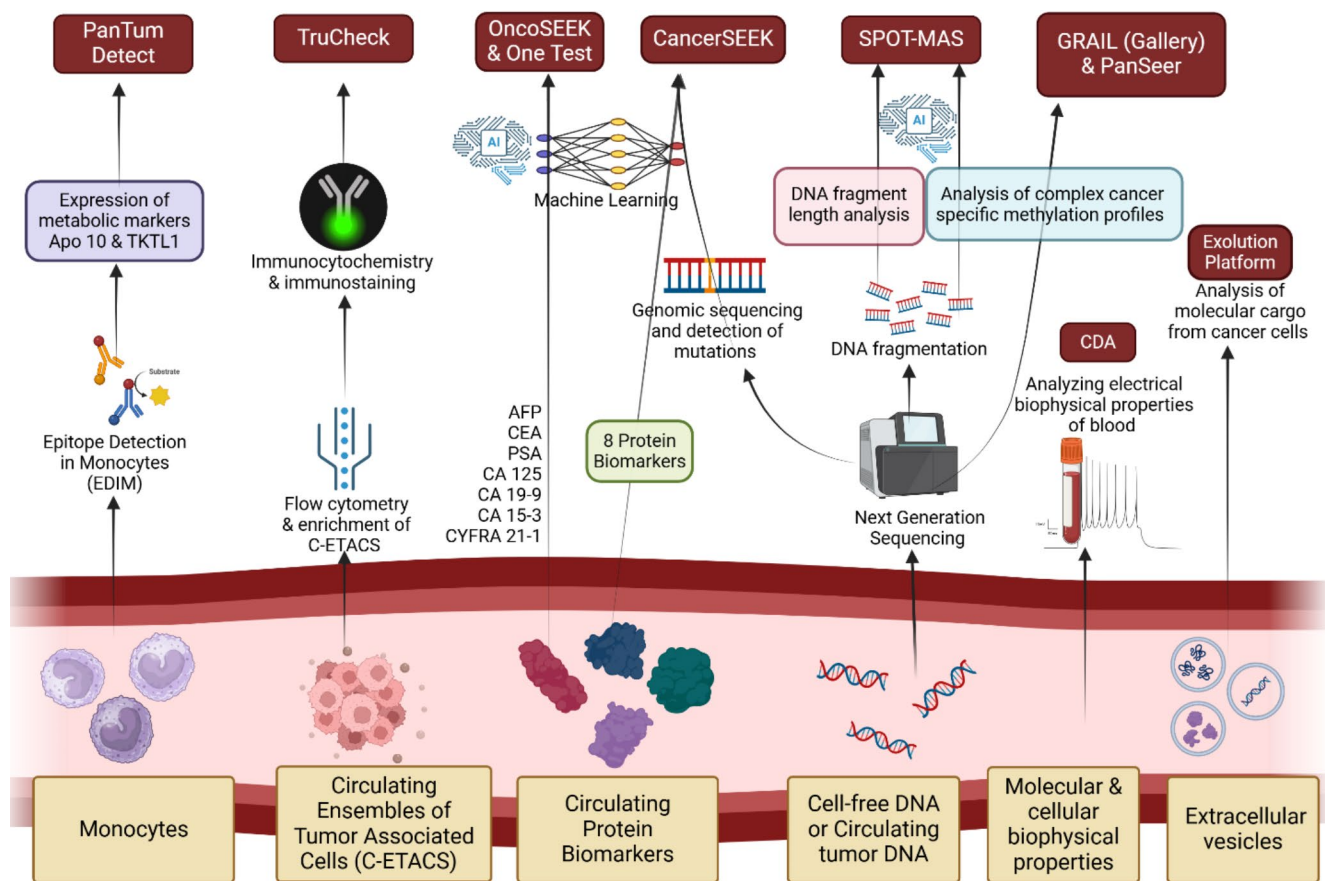 PanTum
Detect
TruCheck
OncoSEEK
& One Test
CancerSEEK
SPOT-MAS
GRAIL (Gallery)
& PanSeer
AI
Machine Learning
AI
Expression of
metabolic markers
Apo 10 & TKTL1
DNA fragment
length analysis
Analysis of complex cancer
specific methylation profiles
Immunocytochemistry
& immunostaining
Exolution
Platform
Analysis of
molecular cargo
from cancer cells
Genomic sequencing
and detection of
mutations
DNA fragmentation
CDA
Analyzing electrical
biophysical properties
of blood
Substrate
Epitope Detection
in Monocytes
(EDIM)
Flow cytometry
& enrichment of
C-ETACS
AFP
CEA
PSA
CA 125
CA 19-9
CA 15-3
CYFRA 21-1
8 Protein
Biomarkers
Next Generation
Sequencing
Monocytes
Circulating
Ensembles of
Tumor Associated
Cells (C-ETACS)
Circulating
Protein
Biomarkers
Cell-free DNA
or Circulating
tumor DNA
Molecular &
cellular
biophysical
properties
Extracellular
vesicles